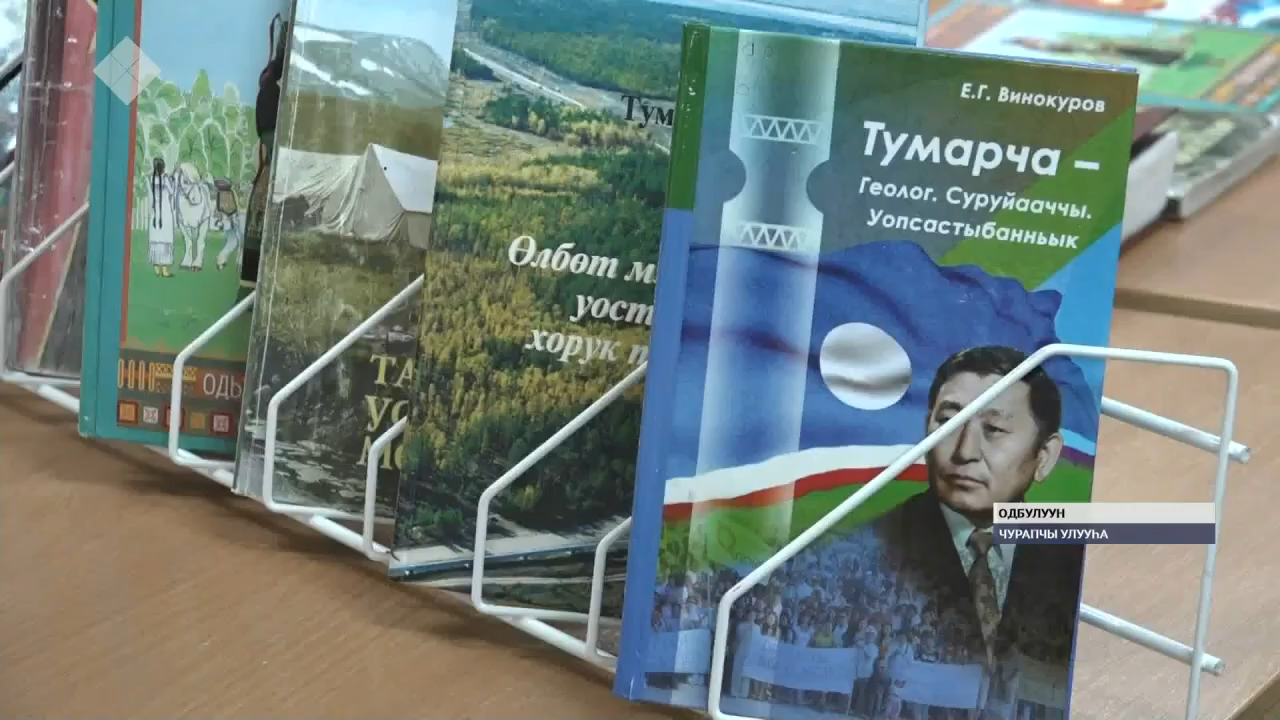 Е.Г. Винокуров
Тумарча –
Геолог. Суруйааччы.
Уопсастыбанньык
Өлбөт
уост
хорук
ОДБУЛУУН
ЧУРАПЧЫ УЛУУҺА